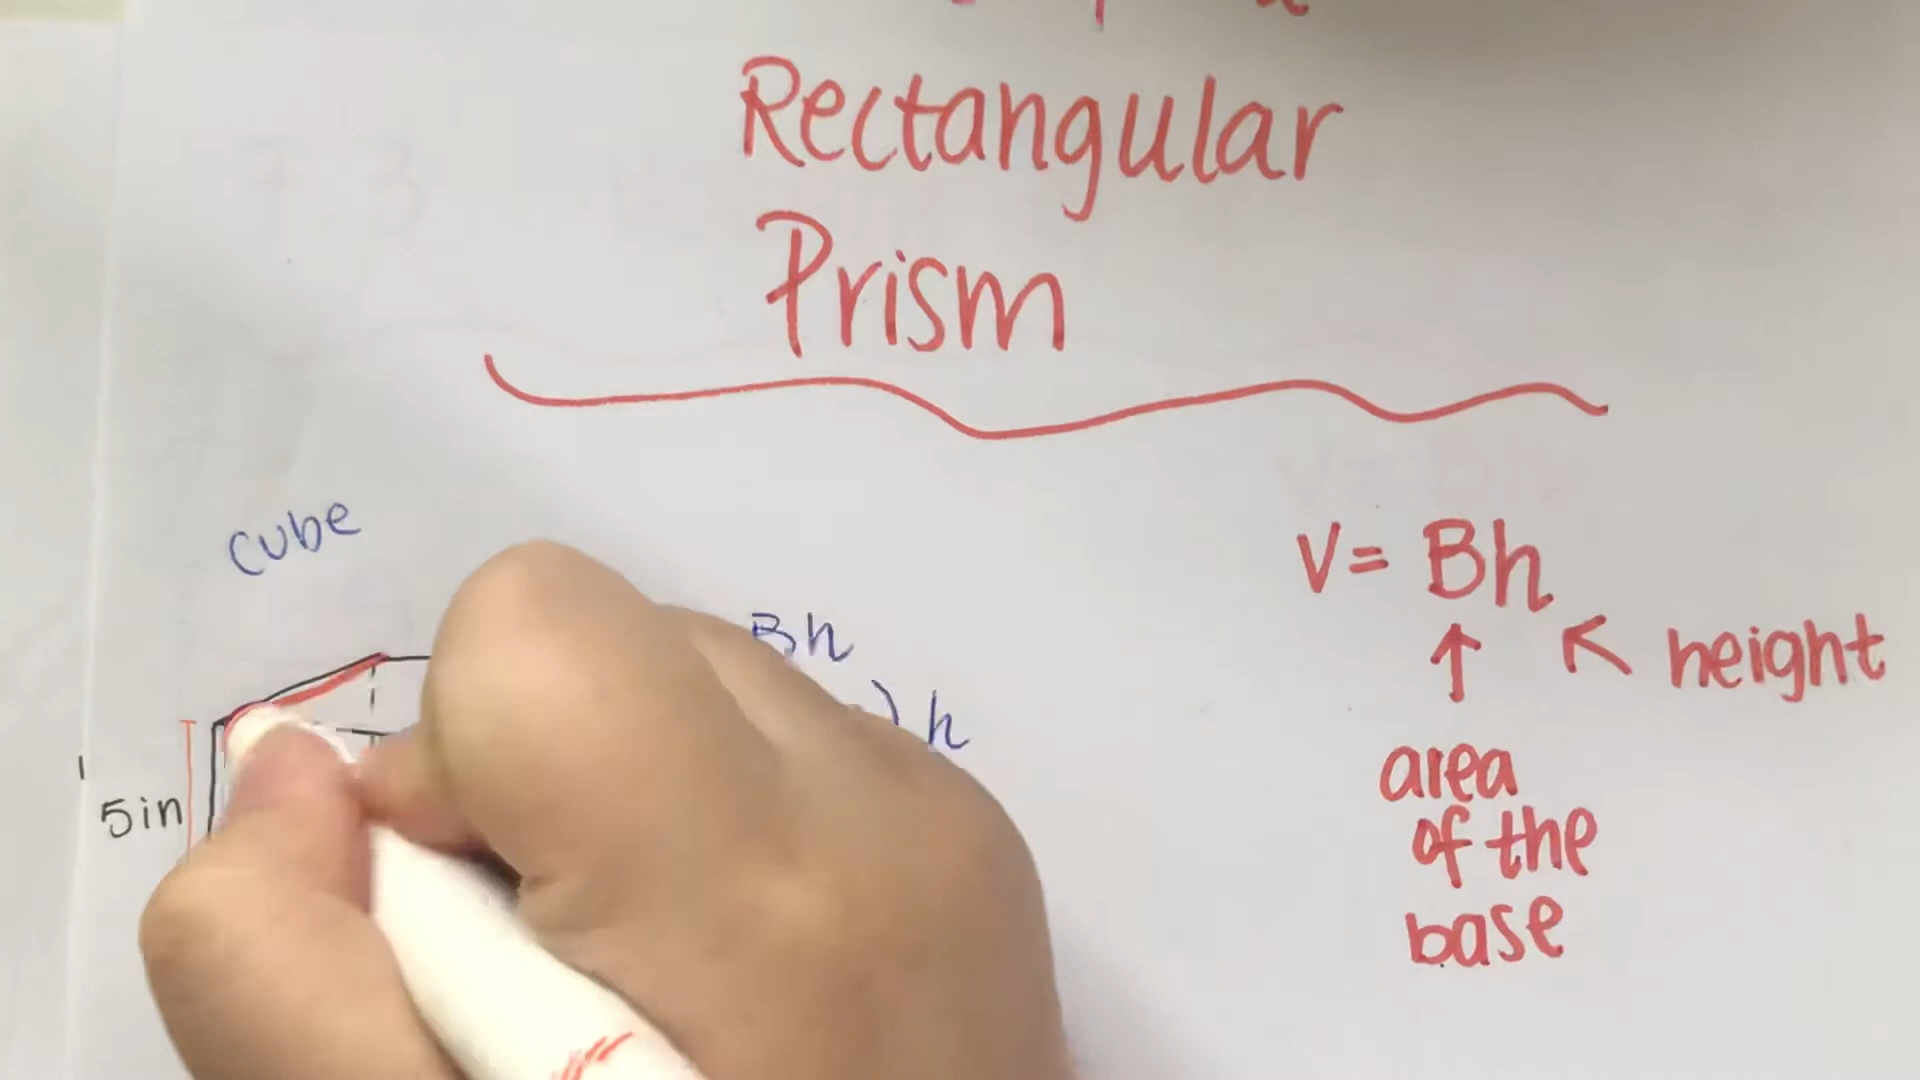 Rectangular
Prism
cube
V= Bh
Bh
height
) h
area
5in
of the
base